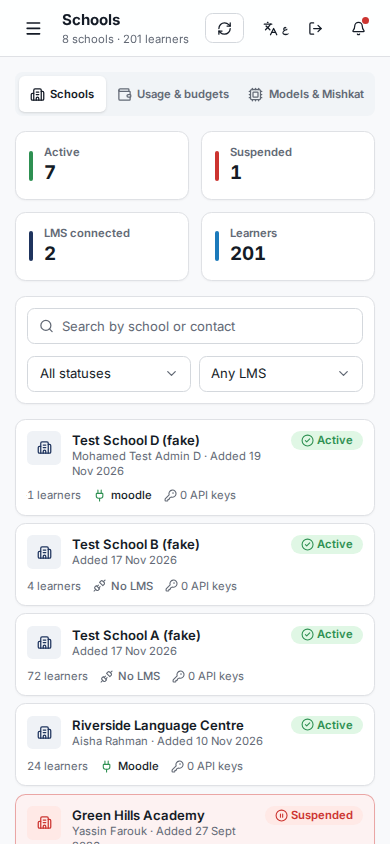 Schools
8 schools · 201 learners
ع
Schools
Usage & budgets
Models & Mishkat
Active
7
Suspended
1
LMS connected
2
Learners
201
Search by school or contact
All statuses
Any LMS
Test School D (fake)
Active
Mohamed Test Admin D · Added 19
Nov 2026
1 learners
moodle
0 API keys
Test School B (fake)
Active
Added 17 Nov 2026
4 learners
No LMS
0 API keys
Test School A (fake)
Active
Added 17 Nov 2026
72 learners
No LMS
0 API keys
Riverside Language Centre
Active
Aisha Rahman · Added 10 Nov 2026
24 learners
Moodle
0 API keys
Green Hills Academy
Suspended
Yassin Farouk · Added 27 Sept